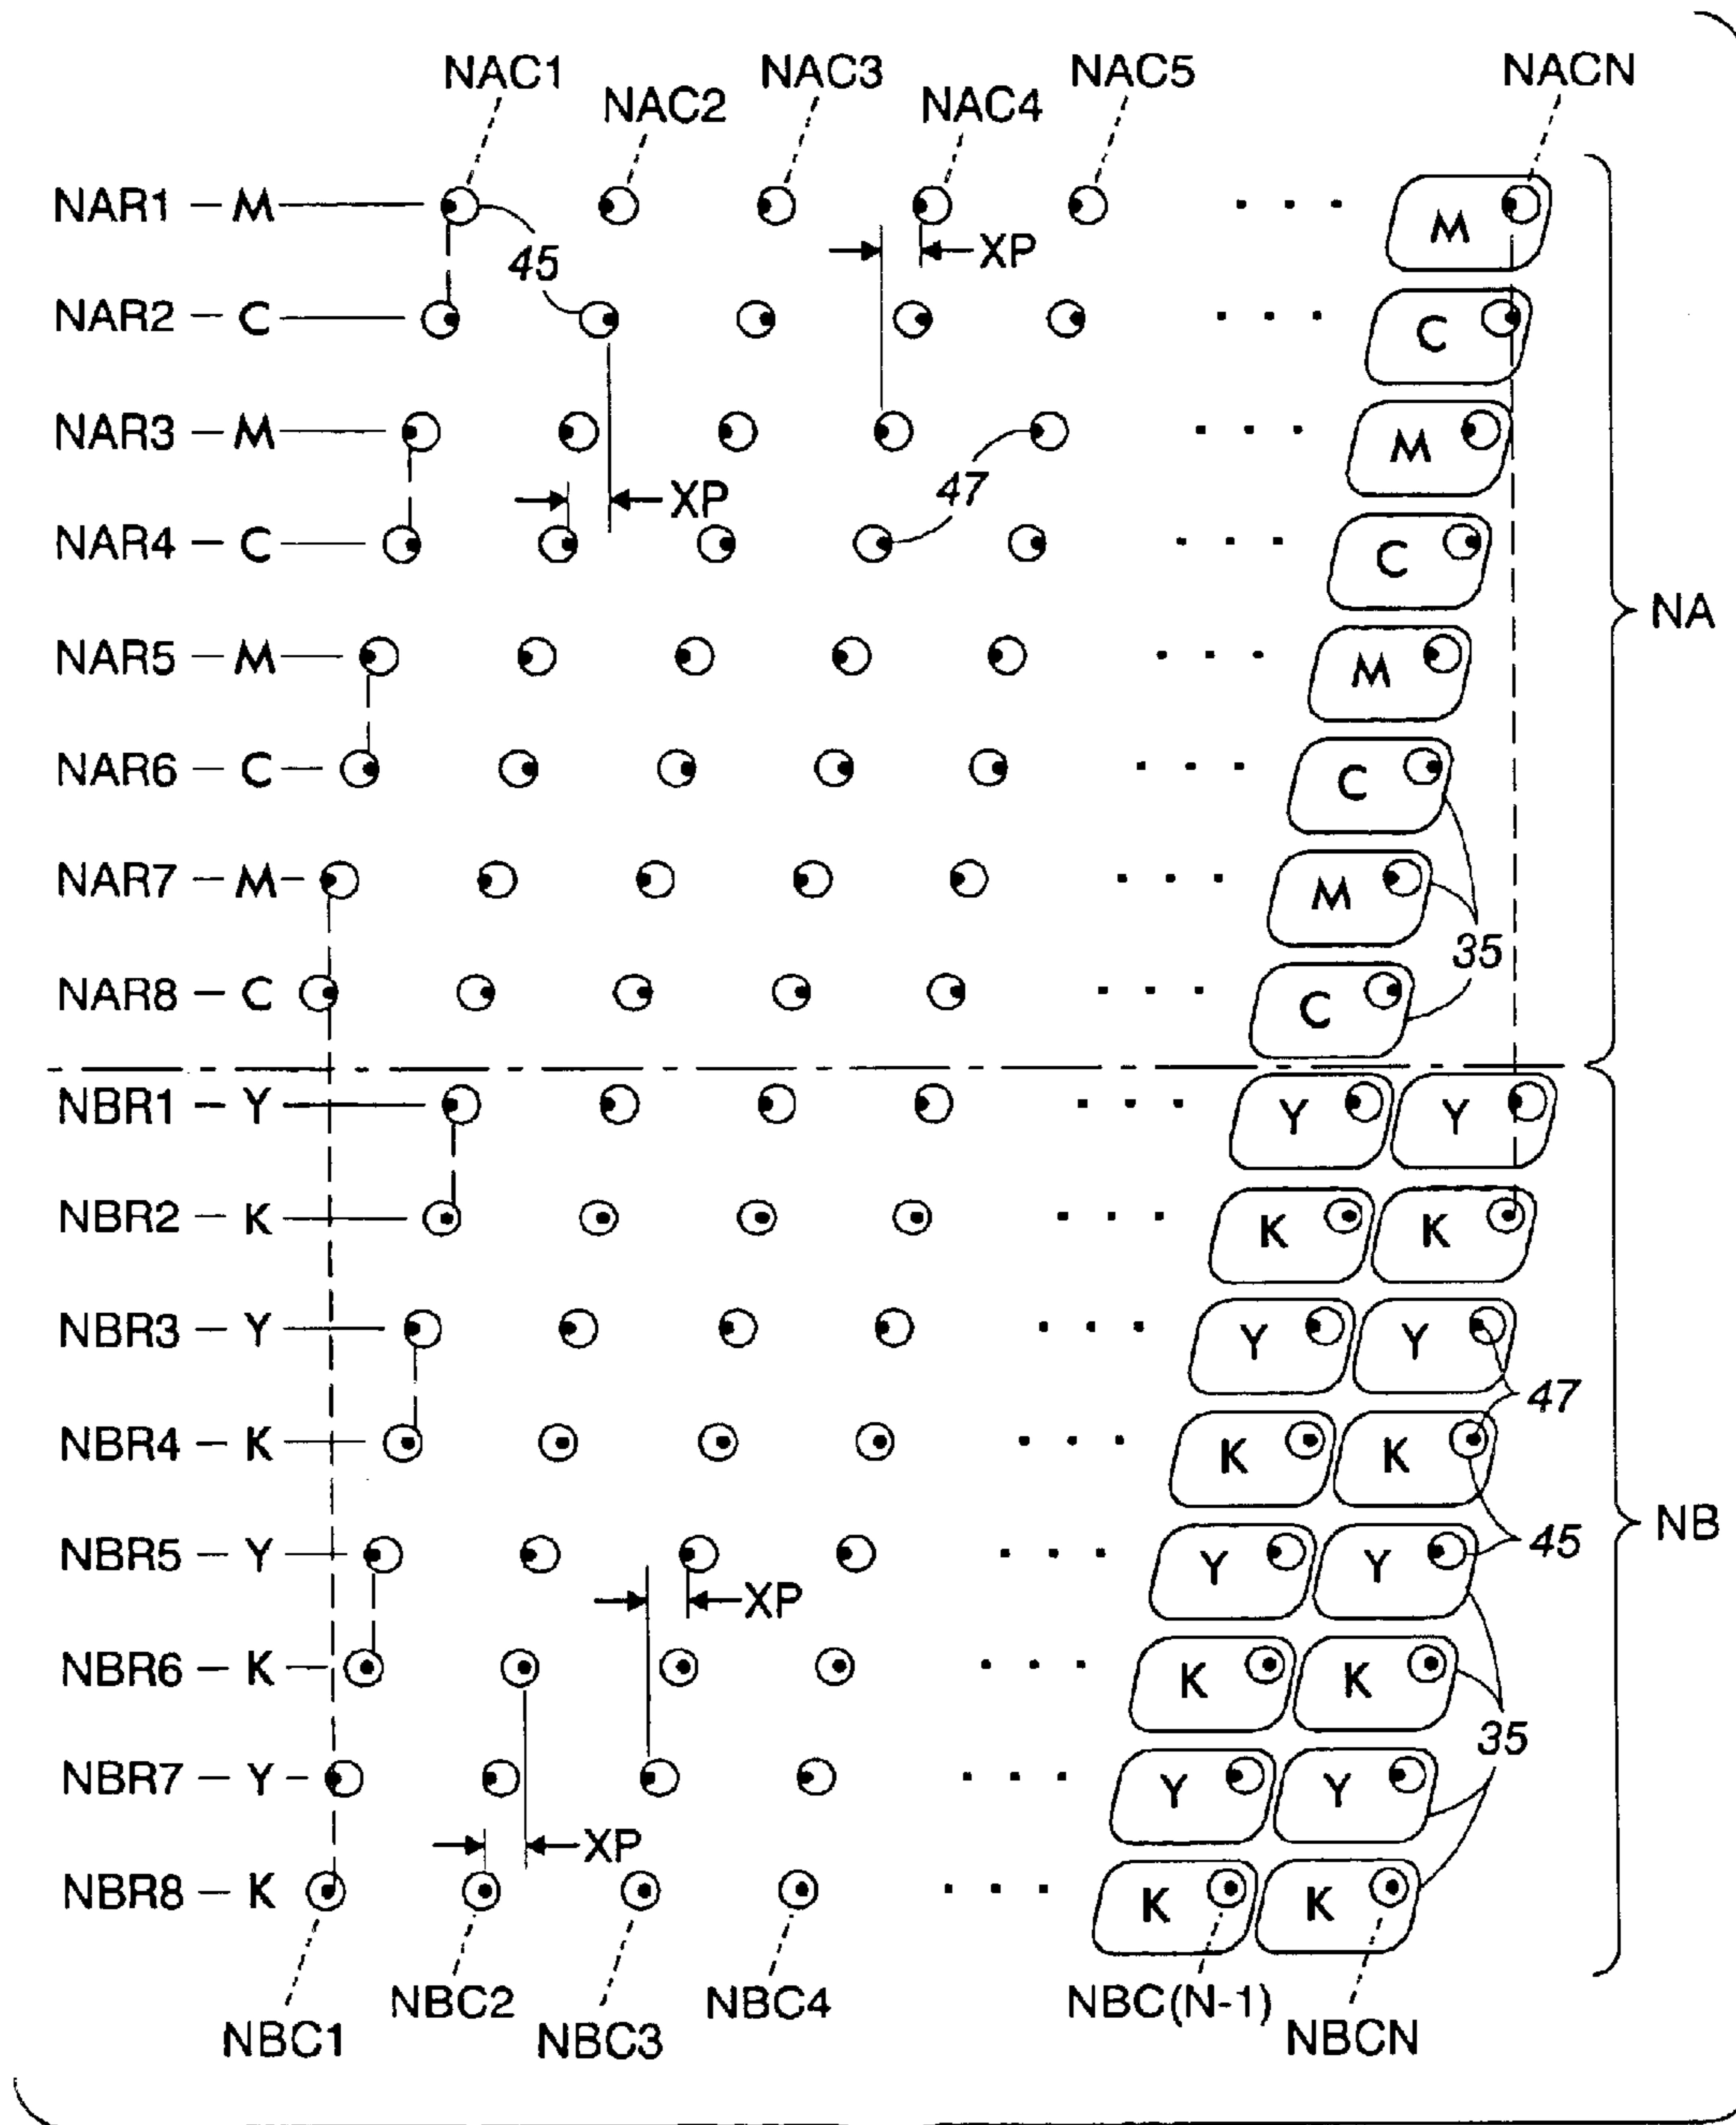 NAC1 NAC3 NAC5 NACN
NAC2 NAC4
NAR1 – M M
45 XP
NAR2 – C C
NAR3 – M M
XP 47
NAR4 – C C
NA
NAR5 – M M
NAR6 – C C
NAR7 – M M
35
NAR8 – C C
NBR1 – Y Y Y
NBR2 – K K K
NBR3 – Y Y Y
47
NBR4 – K K K
NB
NBR5 – Y Y Y 45
XP
NBR6 – K K K
35
NBR7 – Y Y Y
XP
NBR8 – K K K
NBC2 NBC4 NBC(N-1)
NBC1 NBC3 NBCN